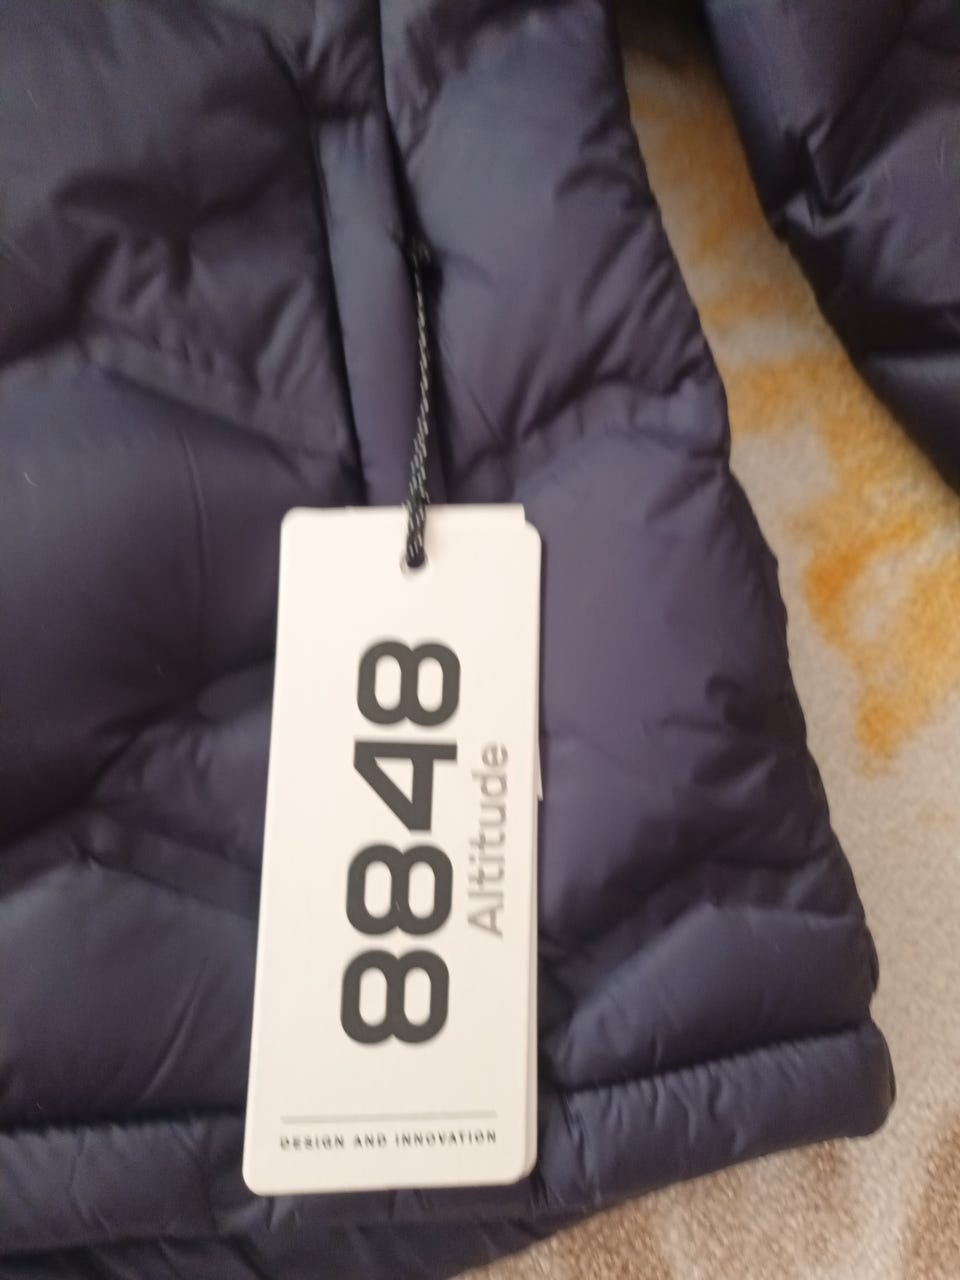 8848
Altitude
DESIGN AND INNOVATION